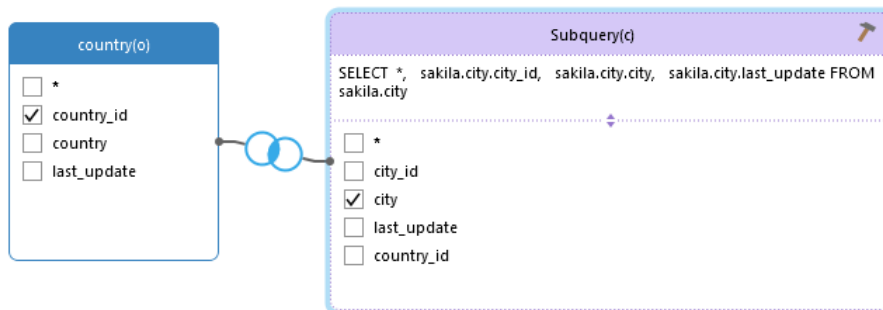 country(o)
*
country_id
country
last_update
Subquery(c)
SELECT *, sakila.city.city_id, sakila.city.city, sakila.city.last_update FROM
sakila.city
*
city_id
city
last_update
country_id